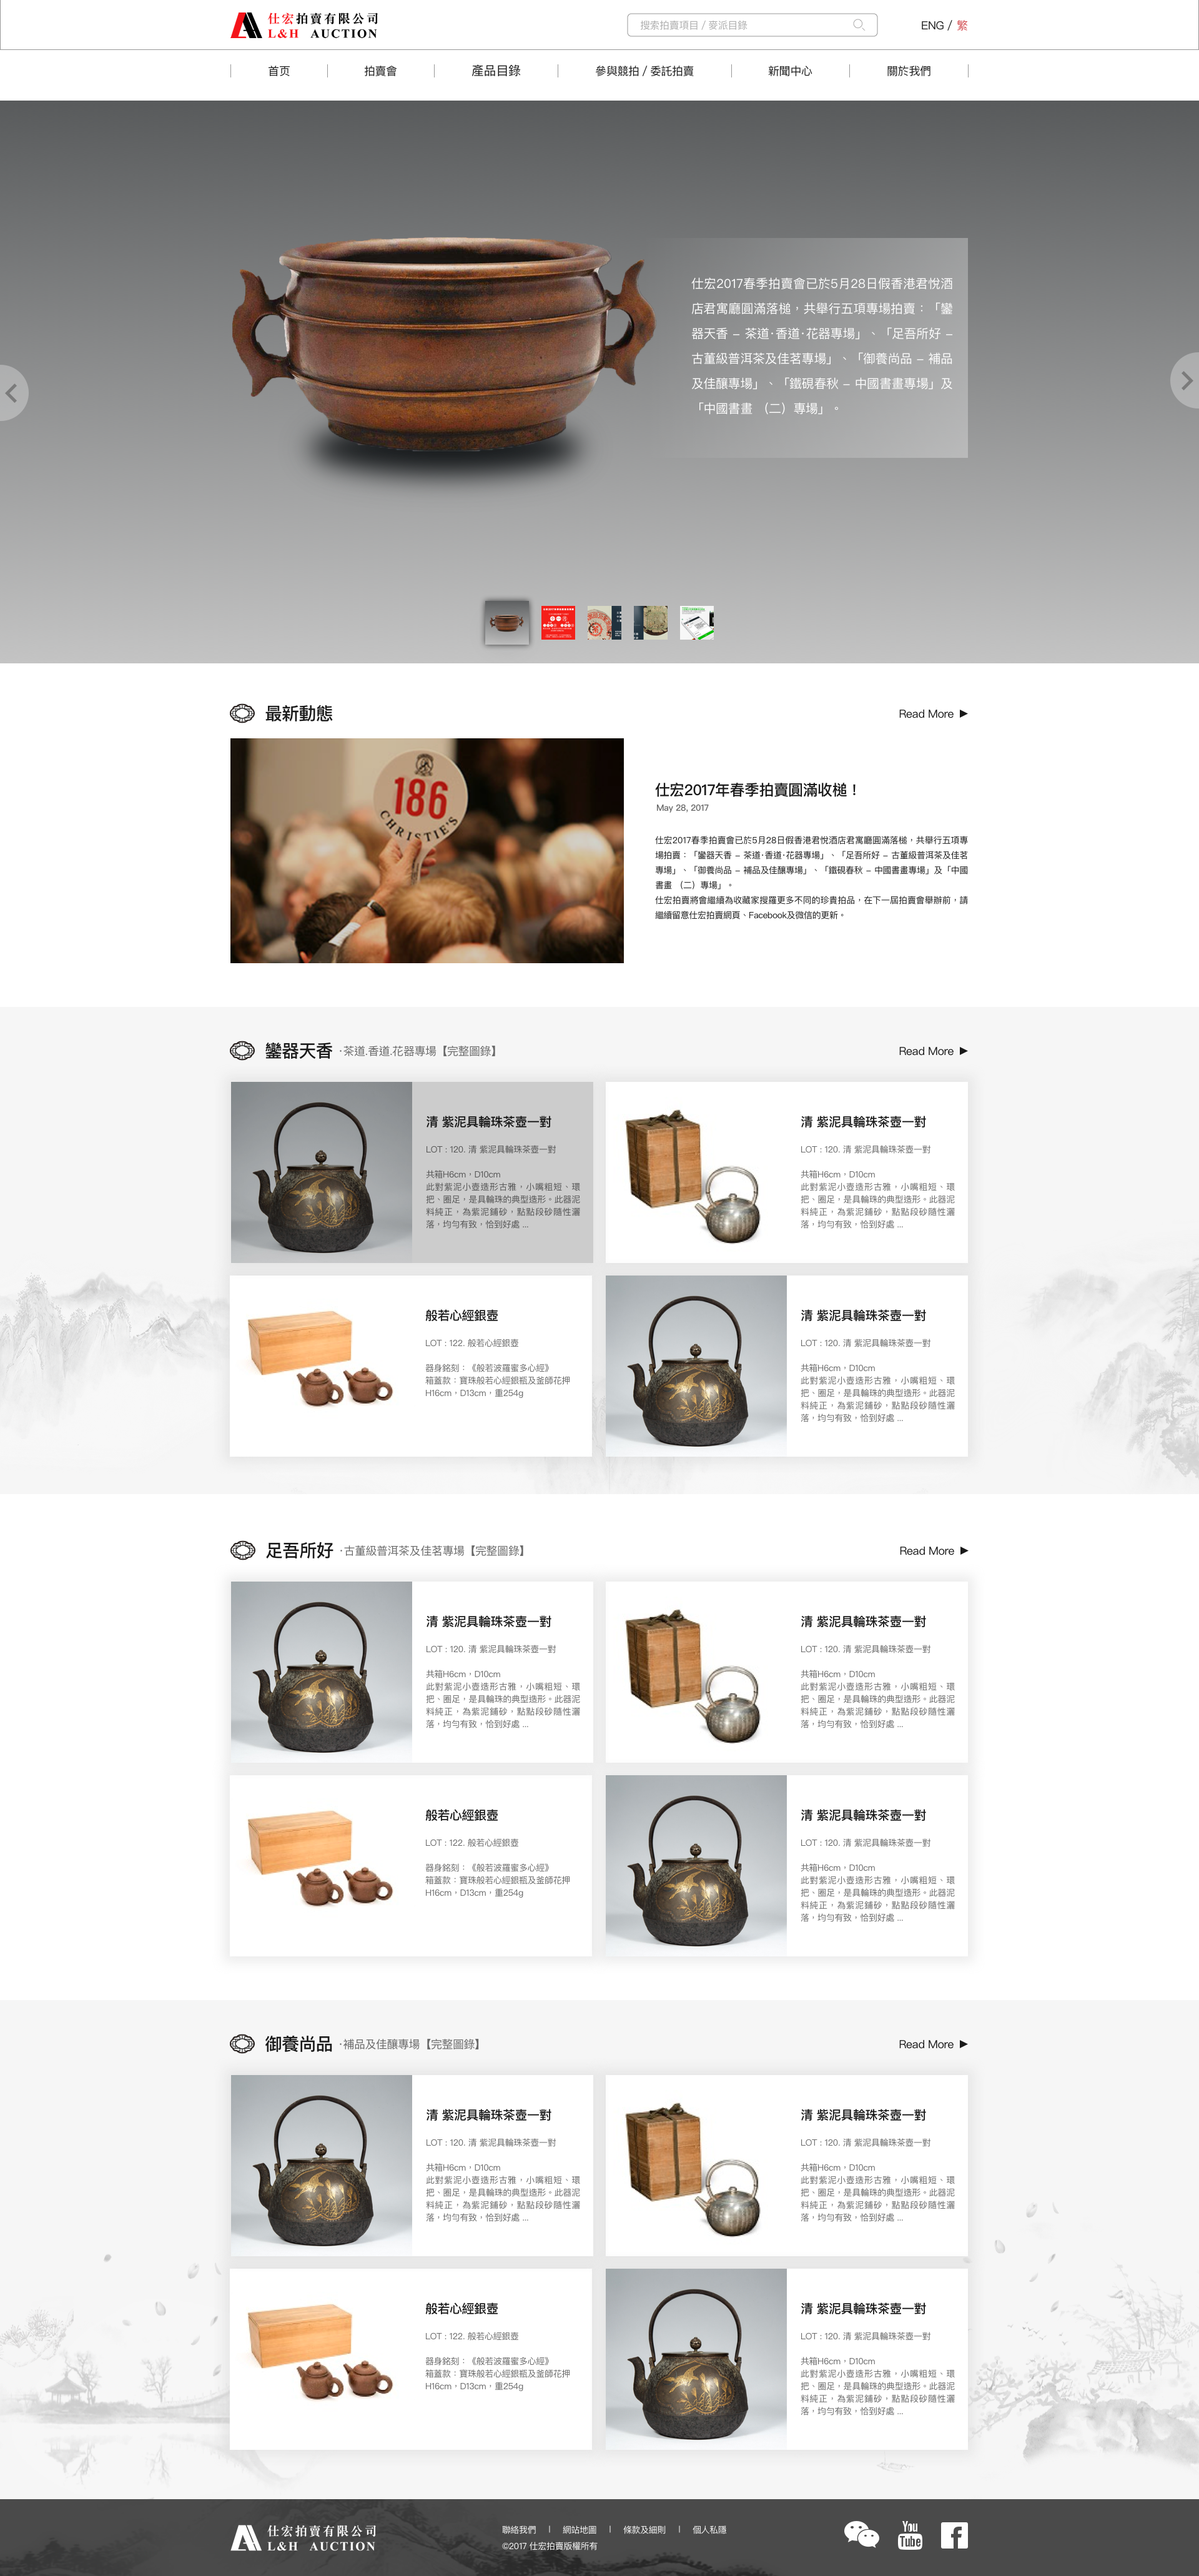 仕宏拍賣有限公司
L&H AUCTION
搜索拍賣項目 / 麥派目錄
ENG / 繁
首页
拍賣會
產品目錄
參與競拍 / 委託拍賣
新聞中心
關於我們
仕宏2017春季拍賣會已於5月28日假香港君悅酒
店君寓廳圓滿落槌，共舉行五項專場拍賣：「鑾
器天香 – 茶道·香道·花器專場」、「足吾所好 –
古董級普洱茶及佳茗專場」、「御養尚品 – 補品
及佳釀專場」、「鐵硯春秋 – 中國書畫專場」及
「中國書畫 （二）專場」。
最新動態
Read More
186
CHRISTIE'S
仕宏2017年春季拍賣圓滿收槌！
May 28, 2017
仕宏2017春季拍賣會已於5月28日假香港君悅酒店君寓廳圓滿落槌，共舉行五項專
場拍賣：「鑾器天香 – 茶道·香道·花器專場」、「足吾所好 – 古董級普洱茶及佳茗
專場」、「御養尚品 – 補品及佳釀專場」、「鐵硯春秋 – 中國書畫專場」及「中國
書畫 （二）專場」。
仕宏拍賣將會繼續為收藏家搜羅更多不同的珍貴拍品，在下一屆拍賣會舉辦前，請
繼續留意仕宏拍賣網頁、Facebook及微信的更新。
鑾器天香 ·茶道.香道.花器專場【完整圖錄】
Read More
清 紫泥具輪珠茶壺一對
LOT : 120. 清 紫泥具輪珠茶壺一對
共箱H6cm，D10cm
此對紫泥小壺造形古雅，小嘴粗短、環
把、圈足，是具輪珠的典型造形。此器泥
料純正，為紫泥鋪砂，點點段砂隨性灑
落，均勻有致，恰到好處 ...
清 紫泥具輪珠茶壺一對
LOT : 120. 清 紫泥具輪珠茶壺一對
共箱H6cm，D10cm
此對紫泥小壺造形古雅，小嘴粗短、環
把、圈足，是具輪珠的典型造形。此器泥
料純正，為紫泥鋪砂，點點段砂隨性灑
落，均勻有致，恰到好處 ...
般若心經銀壺
LOT : 122. 般若心經銀壺
器身銘刻：《般若波羅蜜多心經》
箱蓋款：寶珠般若心經銀瓶及釜師花押
H16cm，D13cm，重254g
清 紫泥具輪珠茶壺一對
LOT : 120. 清 紫泥具輪珠茶壺一對
共箱H6cm，D10cm
此對紫泥小壺造形古雅，小嘴粗短、環
把、圈足，是具輪珠的典型造形。此器泥
料純正，為紫泥鋪砂，點點段砂隨性灑
落，均勻有致，恰到好處 ...
足吾所好 ·古董級普洱茶及佳茗專場【完整圖錄】
Read More
清 紫泥具輪珠茶壺一對
LOT : 120. 清 紫泥具輪珠茶壺一對
共箱H6cm，D10cm
此對紫泥小壺造形古雅，小嘴粗短、環
把、圈足，是具輪珠的典型造形。此器泥
料純正，為紫泥鋪砂，點點段砂隨性灑
落，均勻有致，恰到好處 ...
清 紫泥具輪珠茶壺一對
LOT : 120. 清 紫泥具輪珠茶壺一對
共箱H6cm，D10cm
此對紫泥小壺造形古雅，小嘴粗短、環
把、圈足，是具輪珠的典型造形。此器泥
料純正，為紫泥鋪砂，點點段砂隨性灑
落，均勻有致，恰到好處 ...
般若心經銀壺
LOT : 122. 般若心經銀壺
器身銘刻：《般若波羅蜜多心經》
箱蓋款：寶珠般若心經銀瓶及釜師花押
H16cm，D13cm，重254g
清 紫泥具輪珠茶壺一對
LOT : 120. 清 紫泥具輪珠茶壺一對
共箱H6cm，D10cm
此對紫泥小壺造形古雅，小嘴粗短、環
把、圈足，是具輪珠的典型造形。此器泥
料純正，為紫泥鋪砂，點點段砂隨性灑
落，均勻有致，恰到好處 ...
御養尚品 ·補品及佳釀專場【完整圖錄】
Read More
清 紫泥具輪珠茶壺一對
LOT : 120. 清 紫泥具輪珠茶壺一對
共箱H6cm，D10cm
此對紫泥小壺造形古雅，小嘴粗短、環
把、圈足，是具輪珠的典型造形。此器泥
料純正，為紫泥鋪砂，點點段砂隨性灑
落，均勻有致，恰到好處 ...
清 紫泥具輪珠茶壺一對
LOT : 120. 清 紫泥具輪珠茶壺一對
共箱H6cm，D10cm
此對紫泥小壺造形古雅，小嘴粗短、環
把、圈足，是具輪珠的典型造形。此器泥
料純正，為紫泥鋪砂，點點段砂隨性灑
落，均勻有致，恰到好處 ...
般若心經銀壺
LOT : 122. 般若心經銀壺
器身銘刻：《般若波羅蜜多心經》
箱蓋款：寶珠般若心經銀瓶及釜師花押
H16cm，D13cm，重254g
清 紫泥具輪珠茶壺一對
LOT : 120. 清 紫泥具輪珠茶壺一對
共箱H6cm，D10cm
此對紫泥小壺造形古雅，小嘴粗短、環
把、圈足，是具輪珠的典型造形。此器泥
料純正，為紫泥鋪砂，點點段砂隨性灑
落，均勻有致，恰到好處 ...
仕宏拍賣有限公司
L&H AUCTION
聯絡我們 | 網站地圖 | 條款及細則 | 個人私隱
©2017 仕宏拍賣版權所有
You
Tube